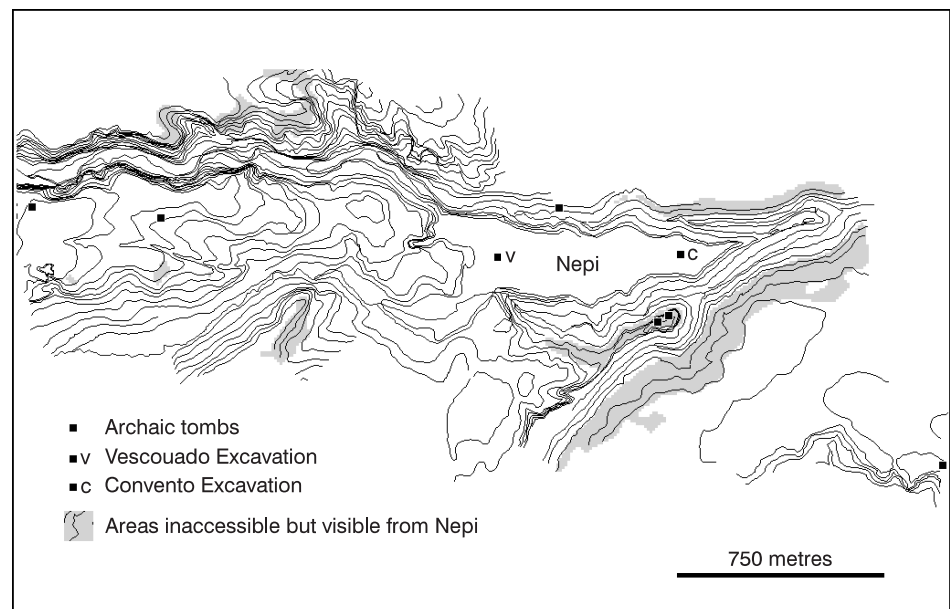 v
Nepi
c
Archaic tombs
v Vescouado Excavation
c Convento Excavation
Areas inaccessible but visible from Nepi
750 metres